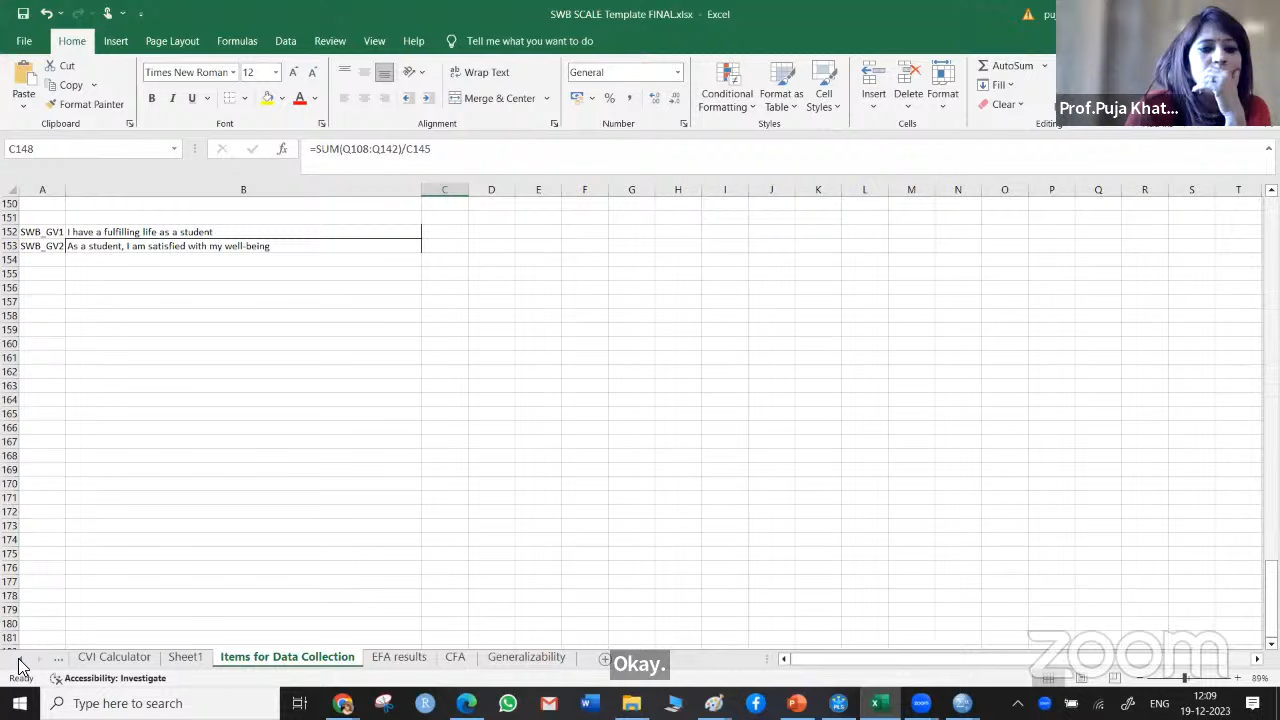 SWB SCALE Template FINAL.xlsx - Excel
File Home Insert Page Layout Formulas Data Review View Help Tell me what you want to do
Paste Cut Copy Format Painter
Times New Roman 12
B I U
Wrap Text
Merge & Center
General
Conditional Formatting Format as Table Cell Styles
Insert Delete Format
AutoSum Fill Clear
Clipboard Font Alignment Number Styles Cells
Prof.Puja Khat...
C148 fx =SUM(Q108:Q142)/C145
A B C D E F G H I J K L M N O P Q R S T
150
151
152 SWB_GV1 I have a fulfilling life as a student
153 SWB_GV2 As a student, I am satisfied with my well-being
154
155
156
157
158
159
160
161
162
163
164
165
166
167
168
169
170
171
172
173
174
175
176
177
178
179
180
181
... CVI Calculator Sheet1 Items for Data Collection EFA results CFA Generalizability
Okay.
zoom
Ready Accessibility: Investigate 89%
Type here to search
ENG 12:09
19-12-2023